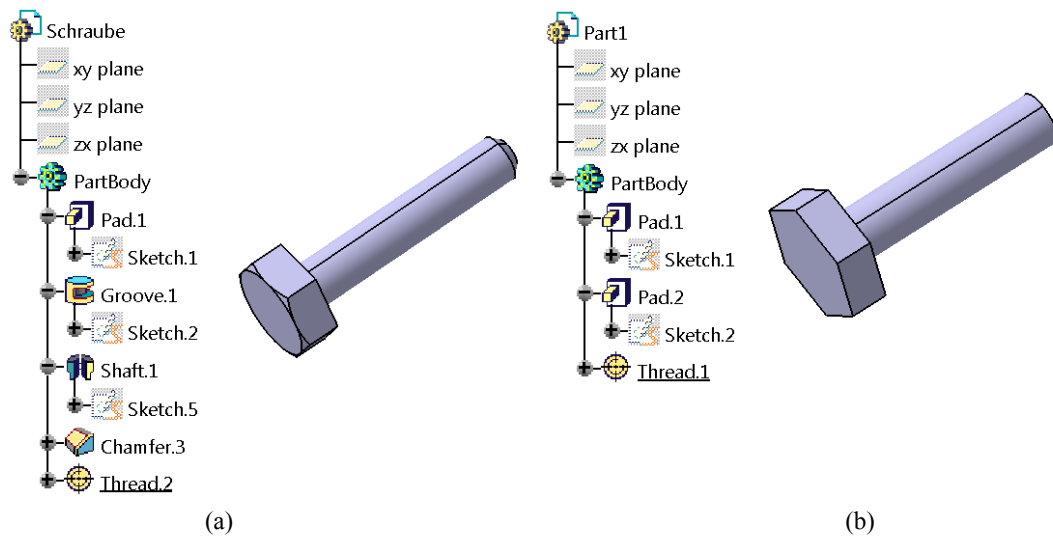 Schraube
xy plane
yz plane
zx plane
PartBody
Pad.1
Sketch.1
Groove.1
Sketch.2
Shaft.1
Sketch.5
Chamfer.3
Thread.2
(a)
Part1
xy plane
yz plane
zx plane
PartBody
Pad.1
Sketch.1
Pad.2
Sketch.2
Thread.1
(b)